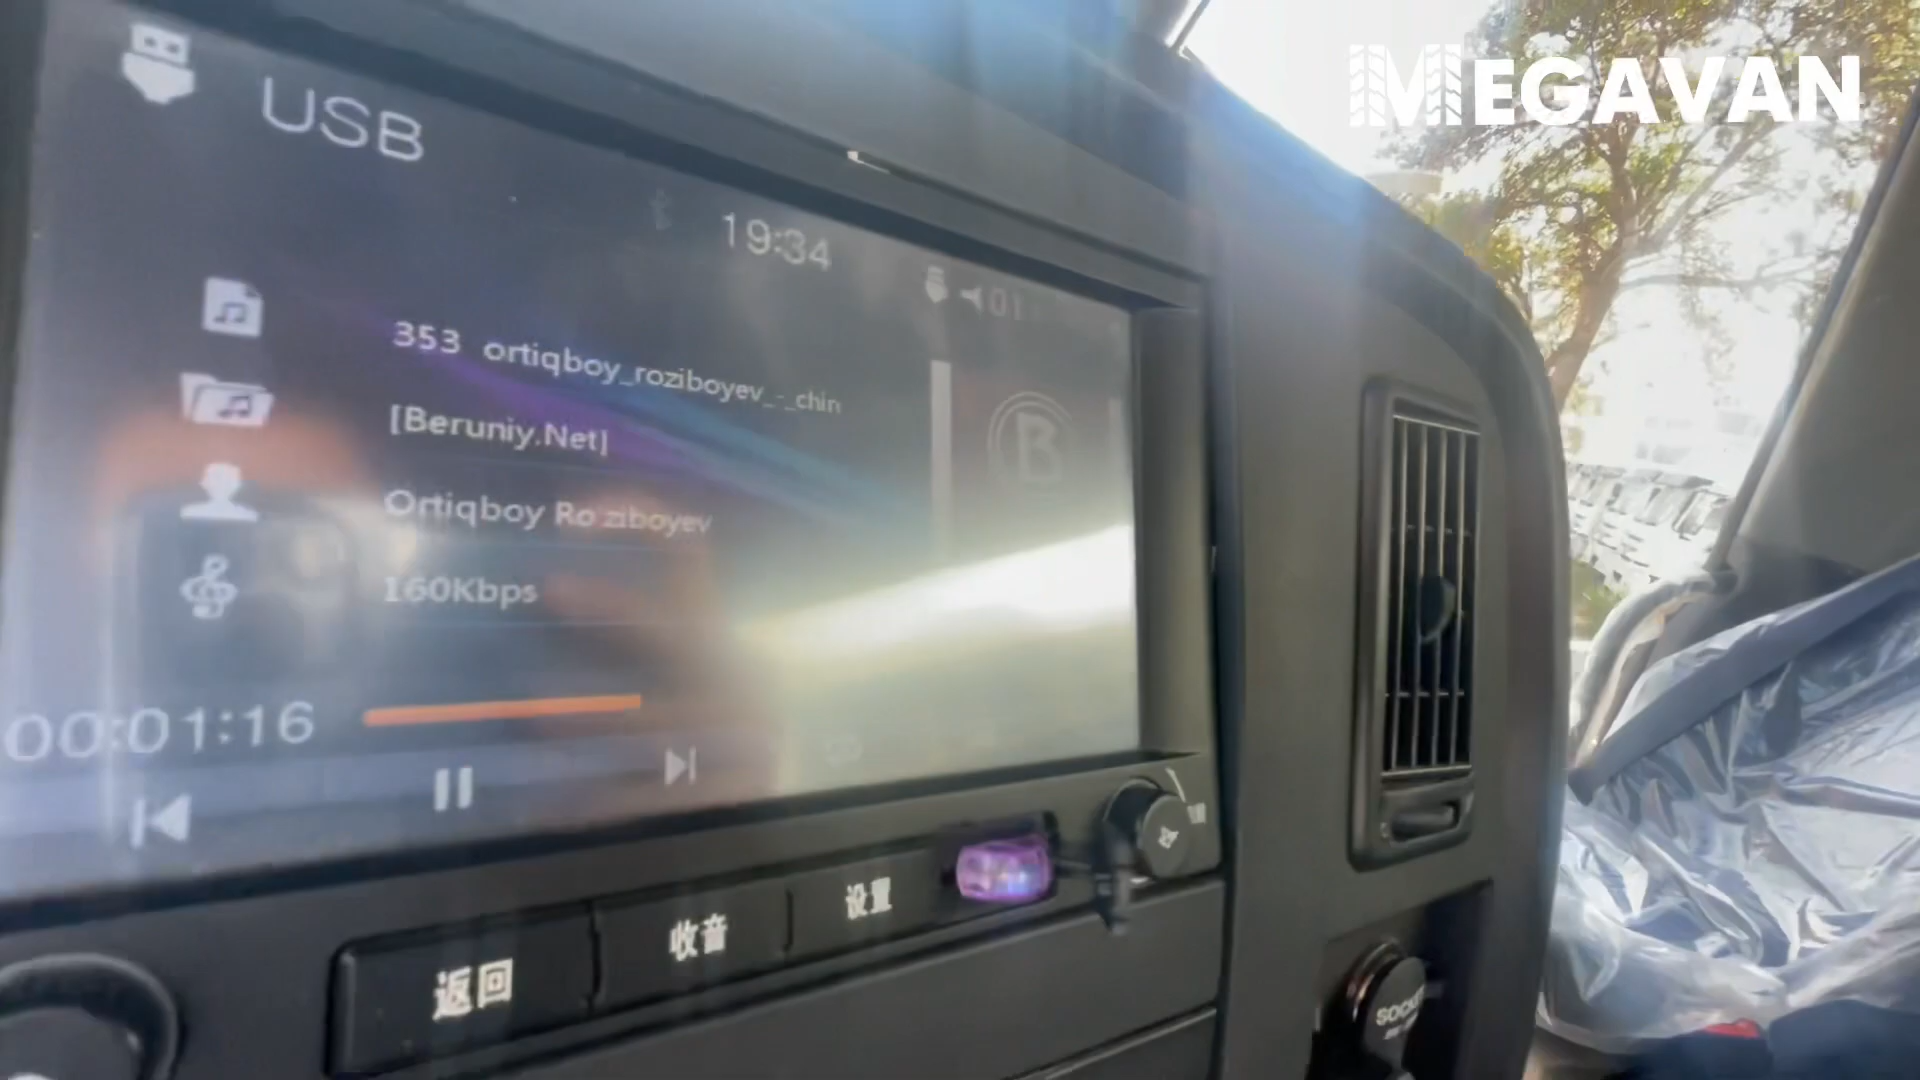 MEGAVAN
USB
19:34
01
353 ortiqboy_roziboyev_-_chin
[Beruniy.Net]
B
Ortiqboy Ro ziboyev
160Kbps
00:01:16
返回
收音
设置